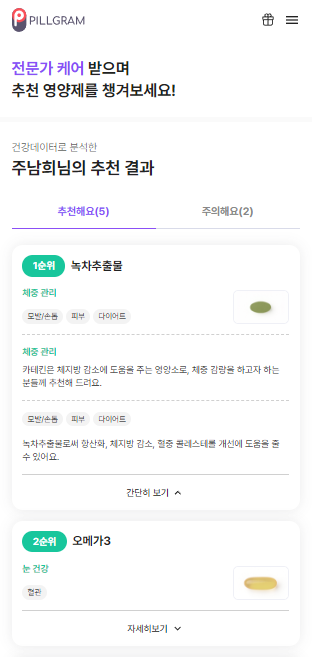 PILLGRAM
전문가 케어 받으며
추천 영양제를 챙겨보세요!
건강데이터로 분석한
주남희님의 추천 결과
추천해요(5)
주의해요(2)
1순위 녹차추출물
체중 관리
모발/손톱 피부 다이어트
체중 관리
카테킨은 체지방 감소에 도움을 주는 영양소로, 체중 감량을 하고자 하는
분들께 추천해 드려요.
모발/손톱 피부 다이어트
녹차추출물로써 항산화, 체지방 감소, 혈중 콜레스테롤 개선에 도움을 줄
수 있어요.
간단히 보기
2순위 오메가3
눈 건강
혈관
자세히보기